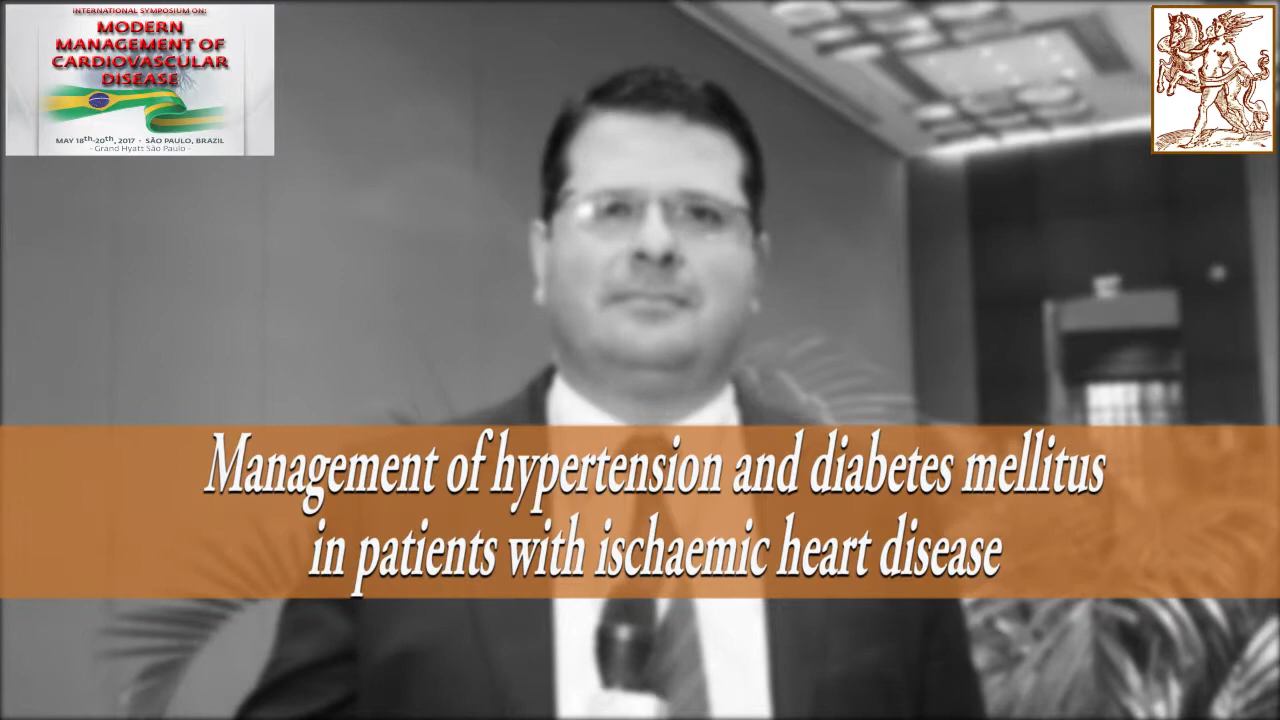 INTERNATIONAL SYMPOSIUM ON:
MODERN
MANAGEMENT OF
CARDIOVASCULAR
DISEASE
MAY 18th-20th, 2017 - SÃO PAULO, BRAZIL
- Grand Hyatt São Paulo -
Management of hypertension and diabetes mellitus
in patients with ischaemic heart disease